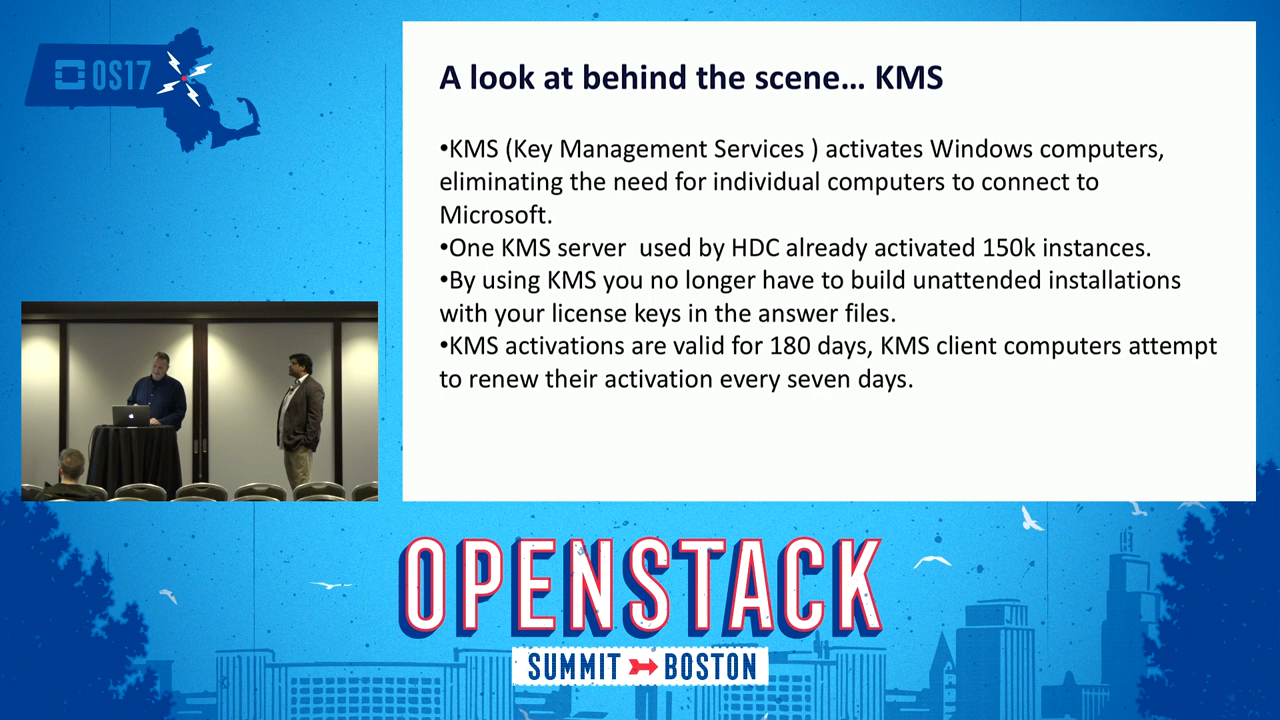 OS17
A look at behind the scene... KMS
•KMS (Key Management Services ) activates Windows computers,
eliminating the need for individual computers to connect to
Microsoft.
•One KMS server  used by HDC already activated 150k instances.
•By using KMS you no longer have to build unattended installations
with your license keys in the answer files.
•KMS activations are valid for 180 days, KMS client computers attempt
to renew their activation every seven days.
OPENSTACK
SUMMIT BOSTON